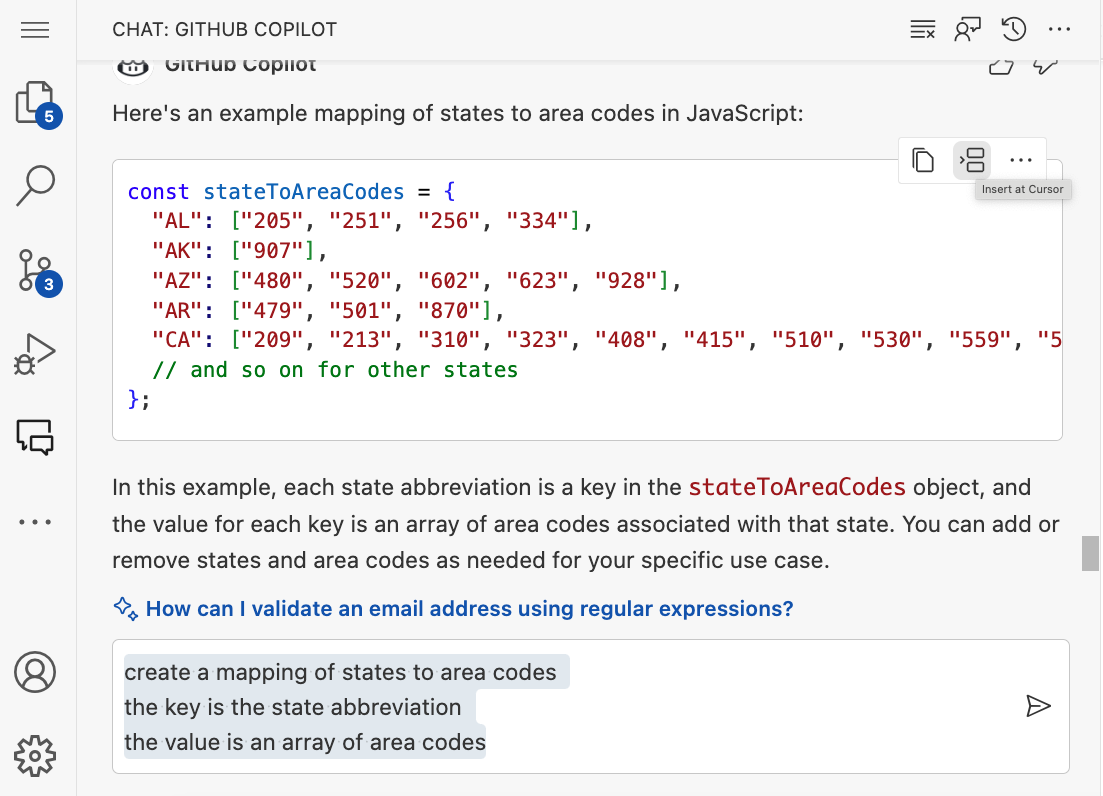 CHAT: GITHUB COPILOT
GitHub Copilot
5
Here's an example mapping of states to area codes in JavaScript:
Insert at Cursor
const stateToAreaCodes = {
  "AL": ["205", "251", "256", "334"],
  "AK": ["907"],
  "AZ": ["480", "520", "602", "623", "928"],
  "AR": ["479", "501", "870"],
  "CA": ["209", "213", "310", "323", "408", "415", "510", "530", "559", "5
  // and so on for other states
};
3
In this example, each state abbreviation is a key in the stateToAreaCodes object, and
the value for each key is an array of area codes associated with that state. You can add or
remove states and area codes as needed for your specific use case.
How can I validate an email address using regular expressions?
create a mapping of states to area codes
the key is the state abbreviation
the value is an array of area codes